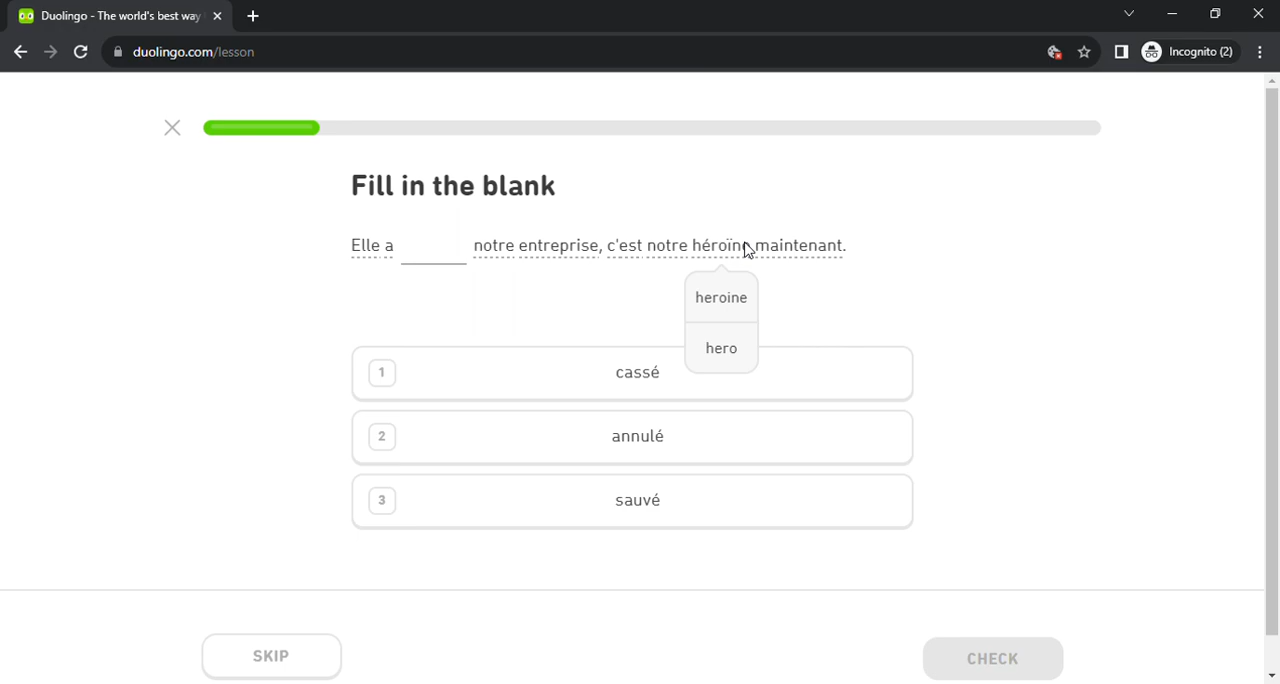 Duolingo - The world's best way
duolingo.com/lesson
Incognito (2)
Fill in the blank
Elle a ______ notre entreprise, c'est notre héroïne maintenant.
heroine
hero
1 cassé
2 annulé
3 sauvé
SKIP
CHECK